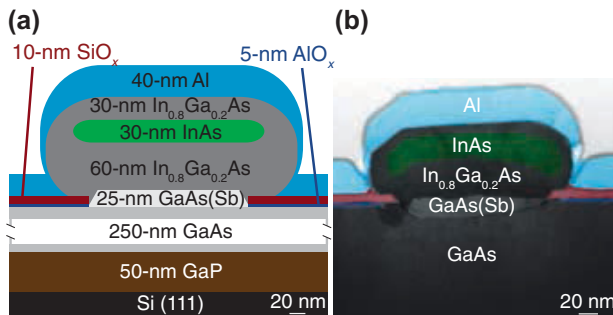 (a)
10-nm SiOₓ
5-nm AlOₓ
40-nm Al
30-nm In₀.₈Ga₀.₂As
30-nm InAs
60-nm In₀.₈Ga₀.₂As
25-nm GaAs(Sb)
250-nm GaAs
50-nm GaP
Si (111)
20 nm
(b)
Al
InAs
In₀.₈Ga₀.₂As
GaAs(Sb)
GaAs
20 nm